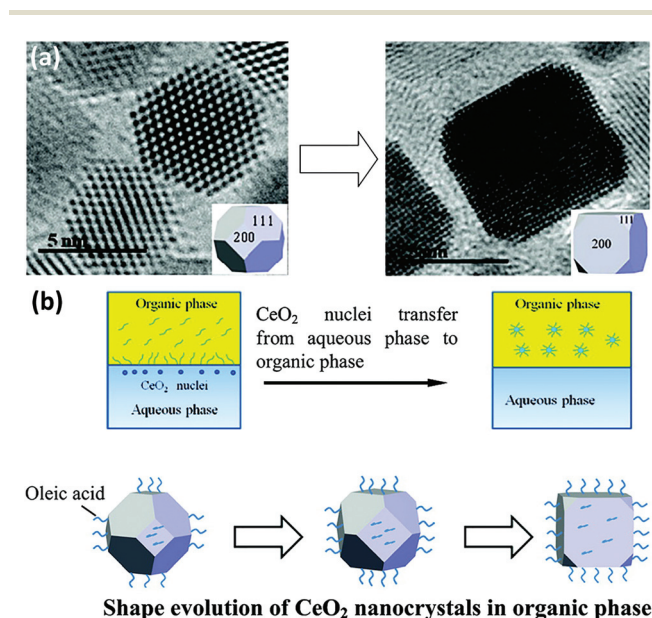 (a)
111
200
5 nm
111
200
(b)
Organic phase
CeO₂ nuclei
Aqueous phase
CeO₂ nuclei transfer
from aqueous phase to
organic phase
Organic phase
Aqueous phase
Oleic acid
Shape evolution of CeO₂ nanocrystals in organic phase